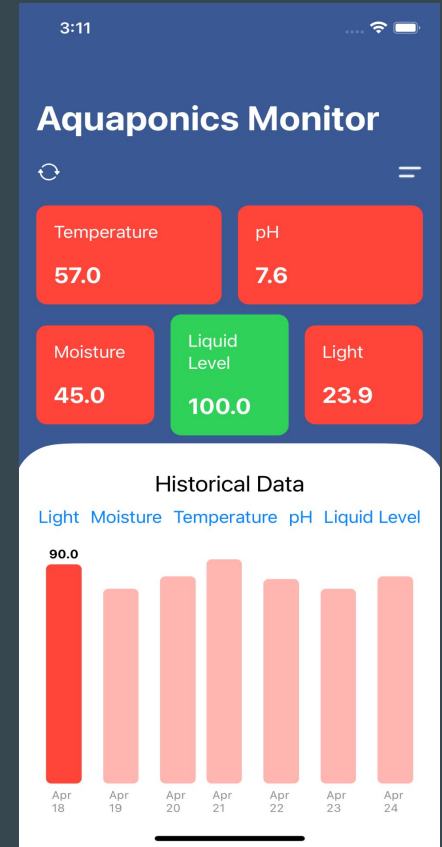 3:11
Aquaponics Monitor
Temperature
57.0
pH
7.6
Moisture
45.0
Liquid
Level
100.0
Light
23.9
Historical Data
Light Moisture Temperature pH Liquid Level
90.0
Apr Apr Apr Apr Apr Apr Apr
18 19 20 21 22 23 24